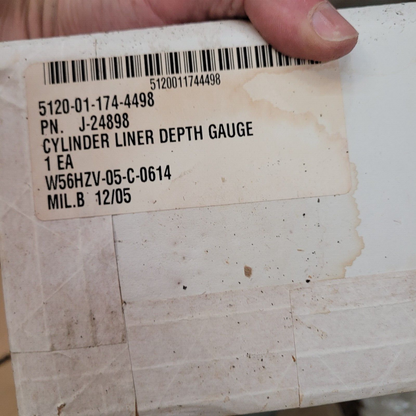 5120011744498
5120-01-174-4498
PN. J-24898
CYLINDER LINER DEPTH GAUGE
1 EA
W56HZV-05-C-0614
MIL.B 12/05